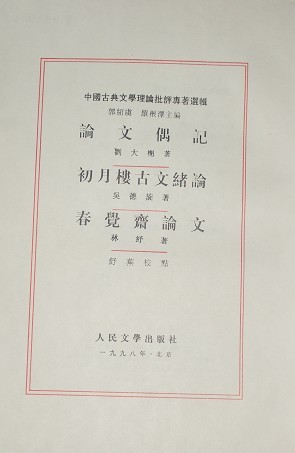 中國古典文學理論批評專著選輯
郭紹虞　羅根澤主編
論文偶記
劉大櫆著
初月樓古文緒論
吳德旋著
春覺齋論文
林紓著
舒蕪校點
人民文學出版社
一九九八年·北京